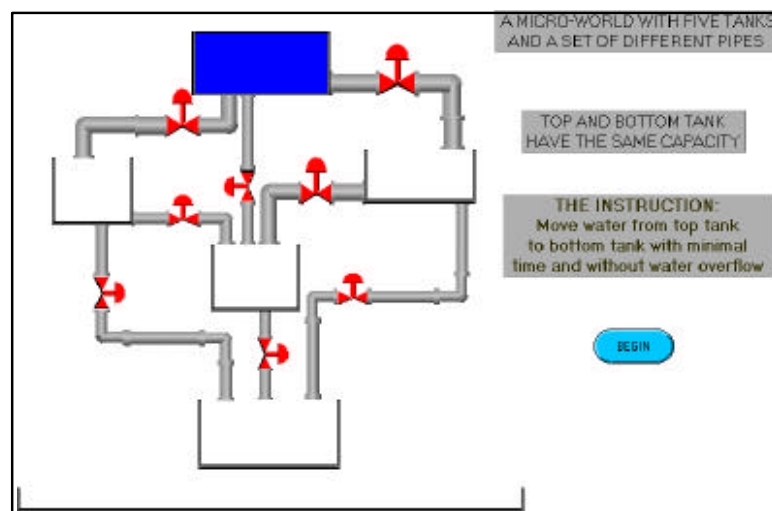 A MICRO-WORLD WITH FIVE TANKS
AND A SET OF DIFFERENT PIPES
TOP AND BOTTOM TANK
HAVE THE SAME CAPACITY
THE INSTRUCTION:
Move water from top tank
to bottom tank with minimal
time and without water overflow
BEGIN